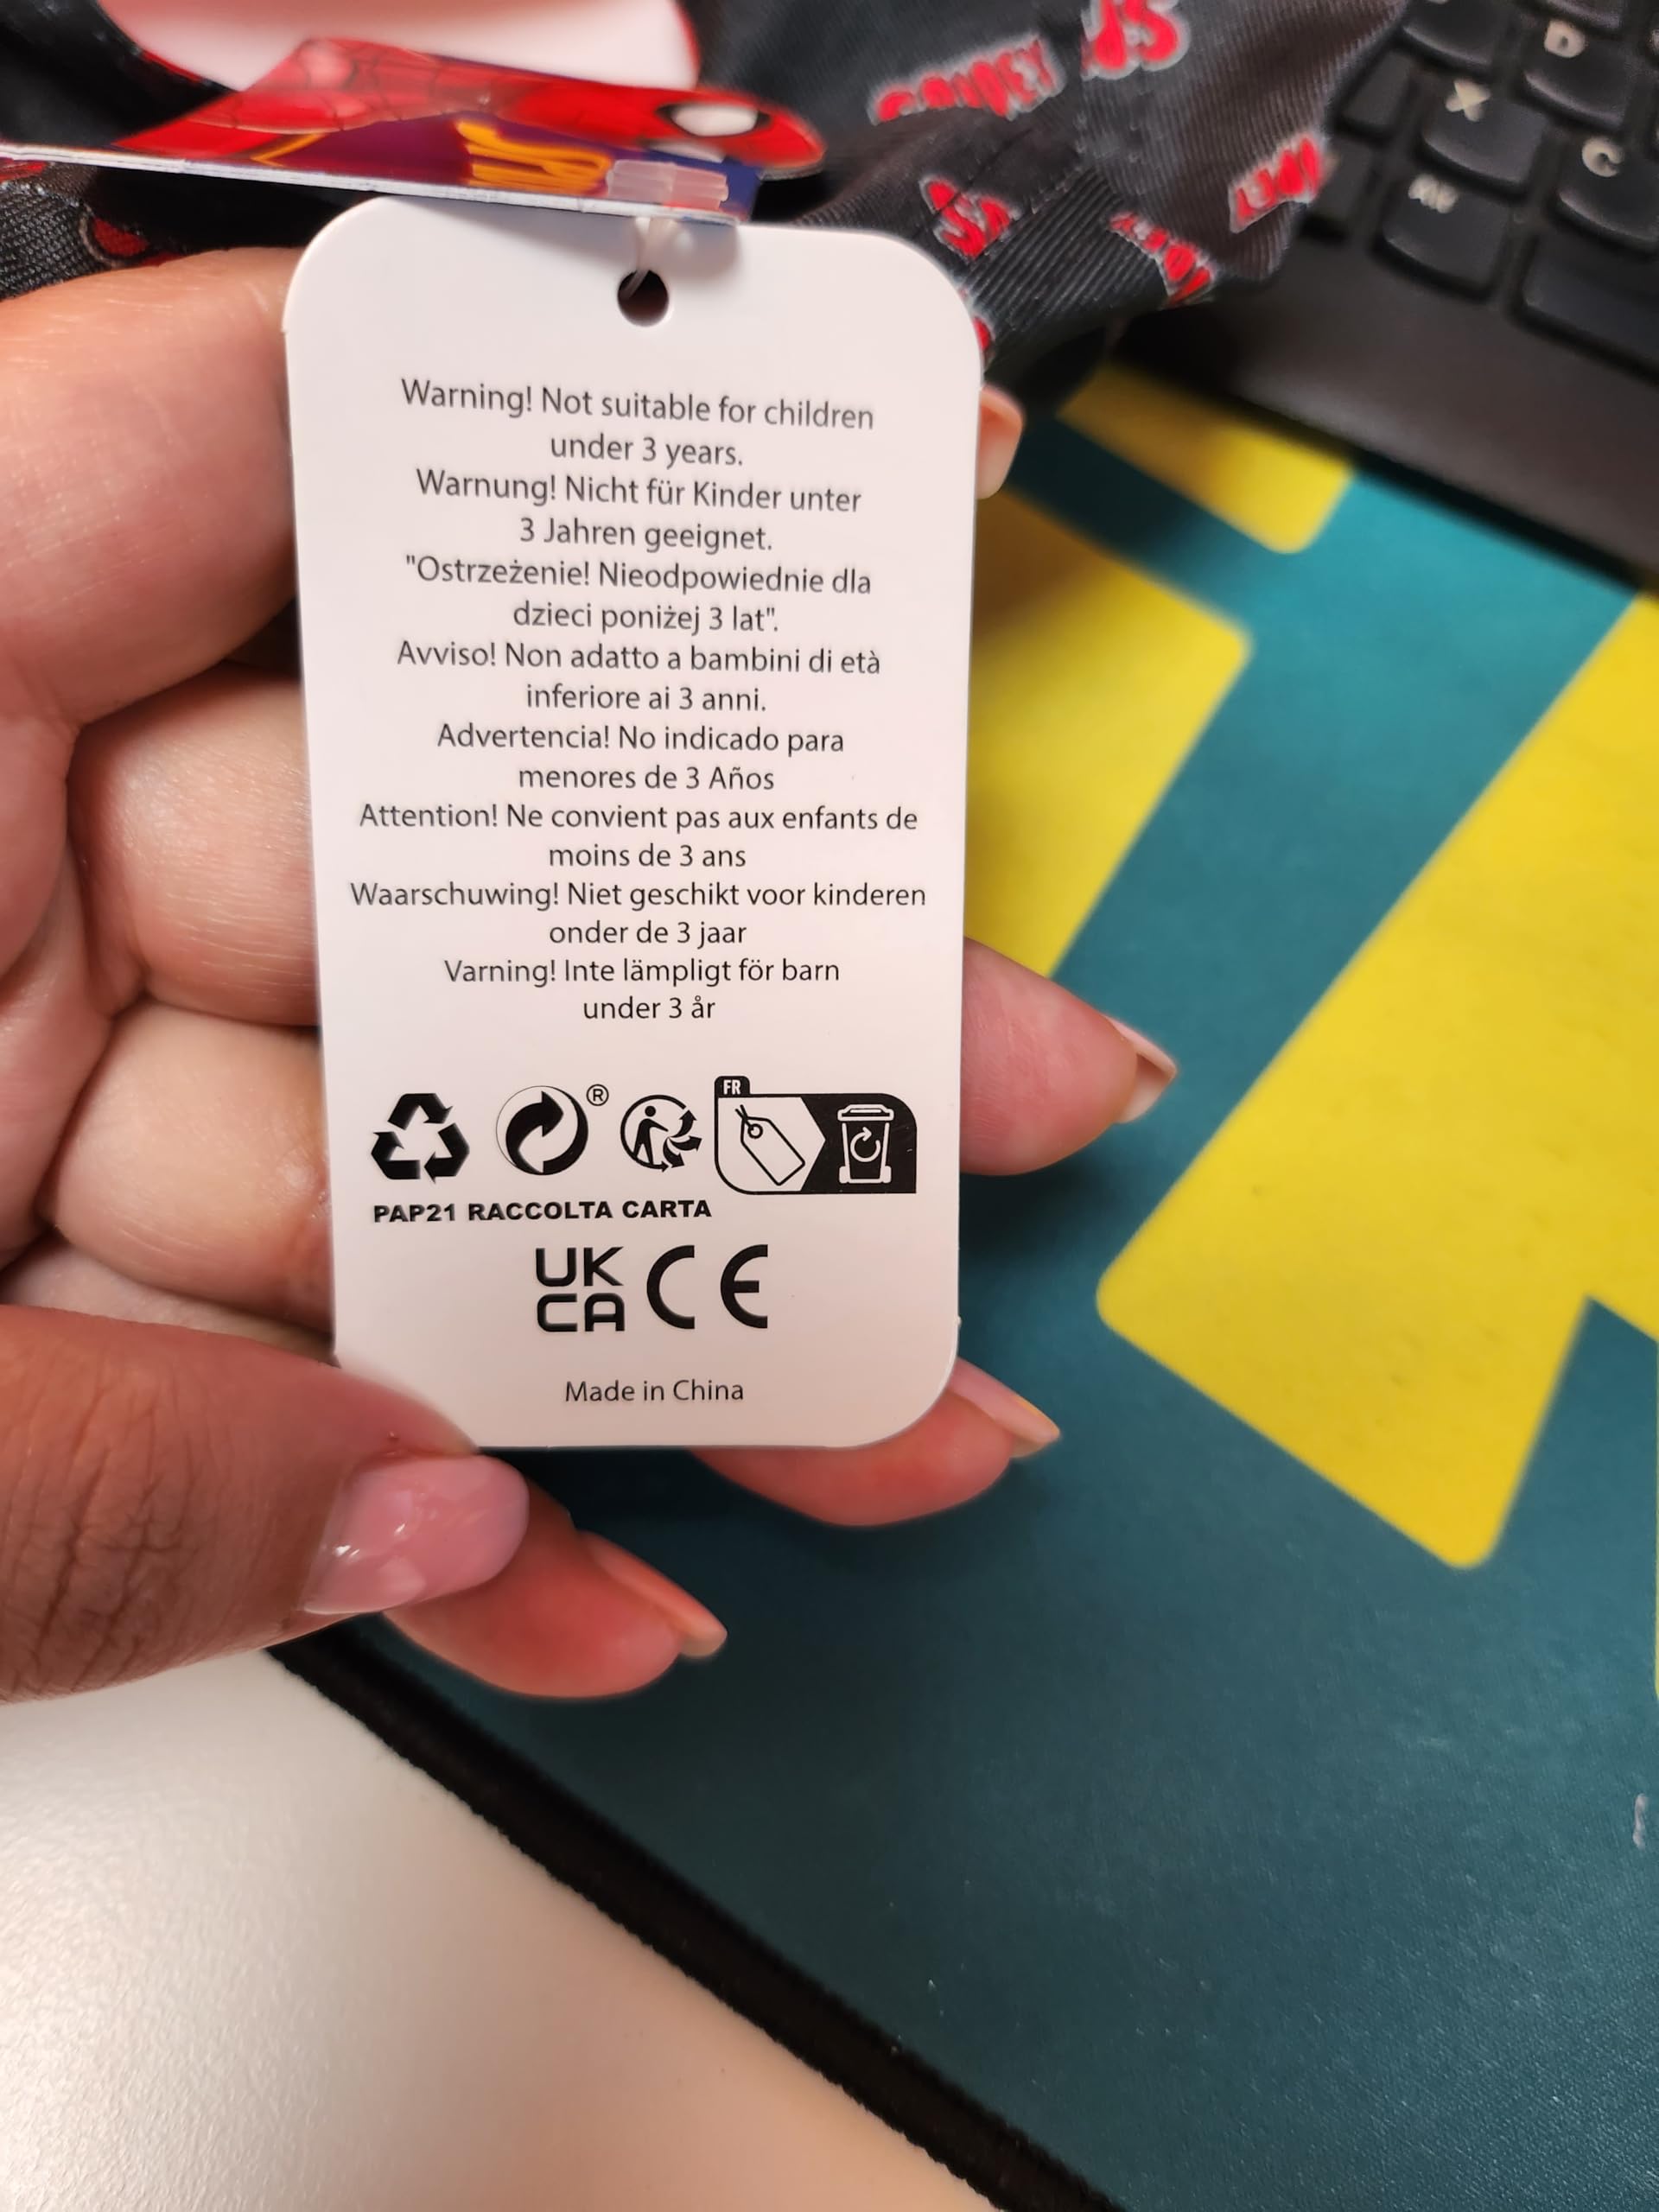 Warning! Not suitable for children
under 3 years.
Warnung! Nicht für Kinder unter
3 Jahren geeignet.
"Ostrzeżenie! Nieodpowiednie dla
dzieci poniżej 3 lat".
Avviso! Non adatto a bambini di età
inferiore ai 3 anni.
Advertencia! No indicado para
menores de 3 Años
Attention! Ne convient pas aux enfants de
moins de 3 ans
Waarschuwing! Niet geschikt voor kinderen
onder de 3 jaar
Varning! Inte lämpligt för barn
under 3 år
® FR
PAP21 RACCOLTA CARTA
UK
CA CE
Made in China
D
X
C
Alt